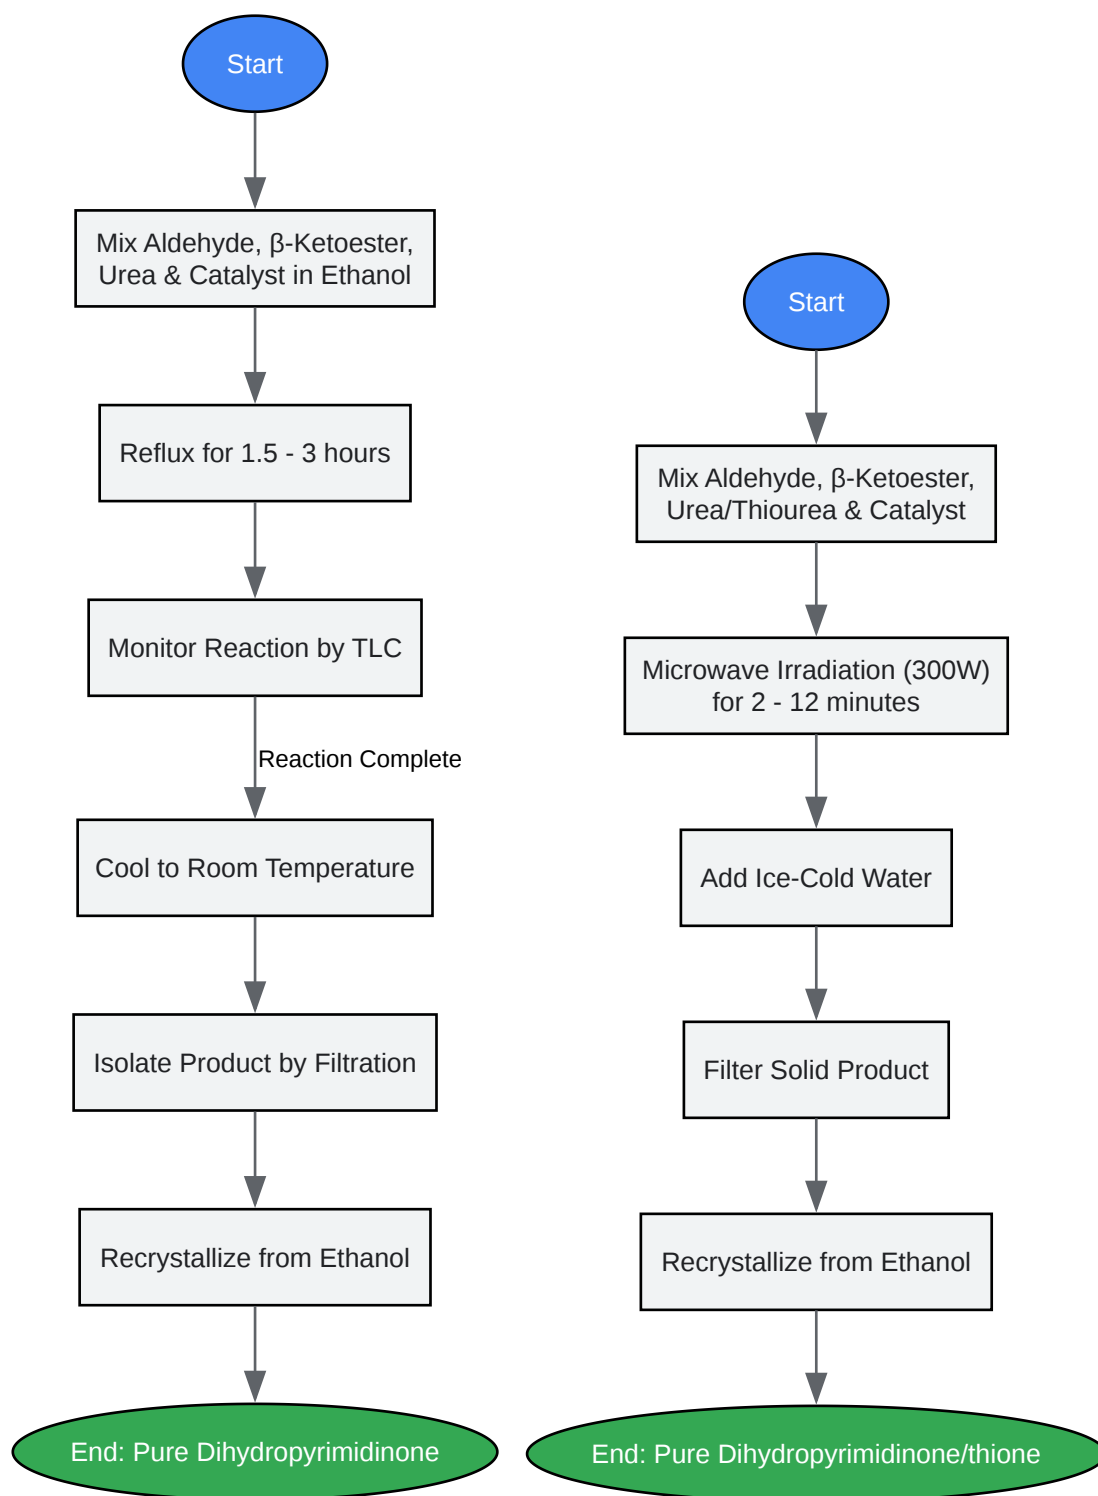 Start
Mix Aldehyde, β-Ketoester,
Urea & Catalyst in Ethanol
Reflux for 1.5 - 3 hours
Monitor Reaction by TLC
Reaction Complete
Cool to Room Temperature
Isolate Product by Filtration
Recrystallize from Ethanol
End: Pure Dihydropyrimidinone
Start
Mix Aldehyde, β-Ketoester,
Urea/Thiourea & Catalyst
Microwave Irradiation (300W)
for 2 - 12 minutes
Add Ice-Cold Water
Filter Solid Product
Recrystallize from Ethanol
End: Pure Dihydropyrimidinone/thione